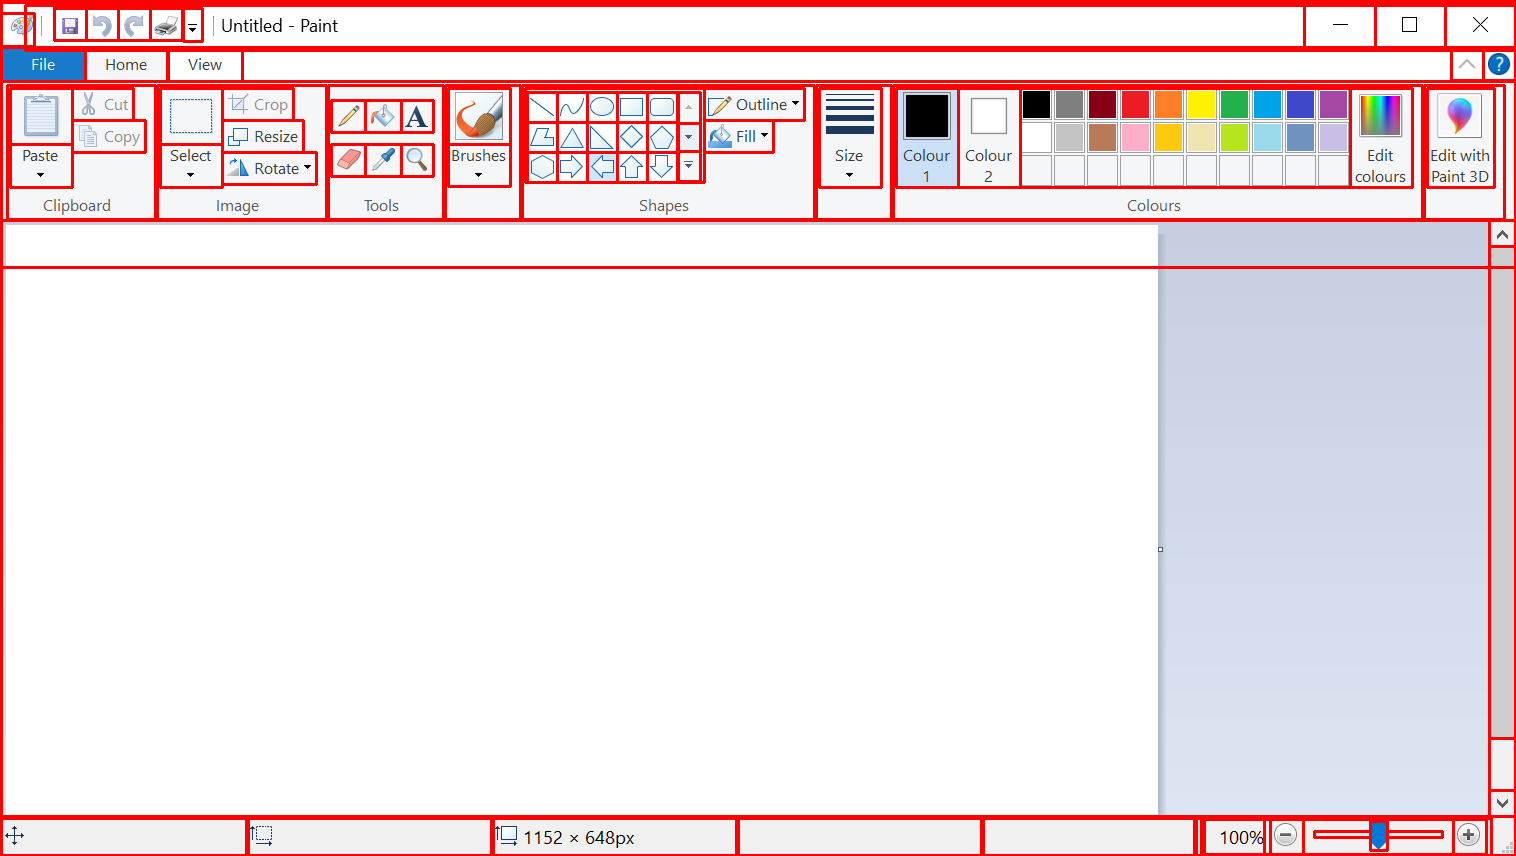 Untitled - Paint
File
Home
View
?
Paste
Cut
Copy
Clipboard
Select
Crop
Resize
Rotate
Image
A
Tools
Brushes
Outline
Fill
Shapes
Size
Colour
1
Colour
2
Edit
colours
Colours
Edit with
Paint 3D
1152 × 648px
100%